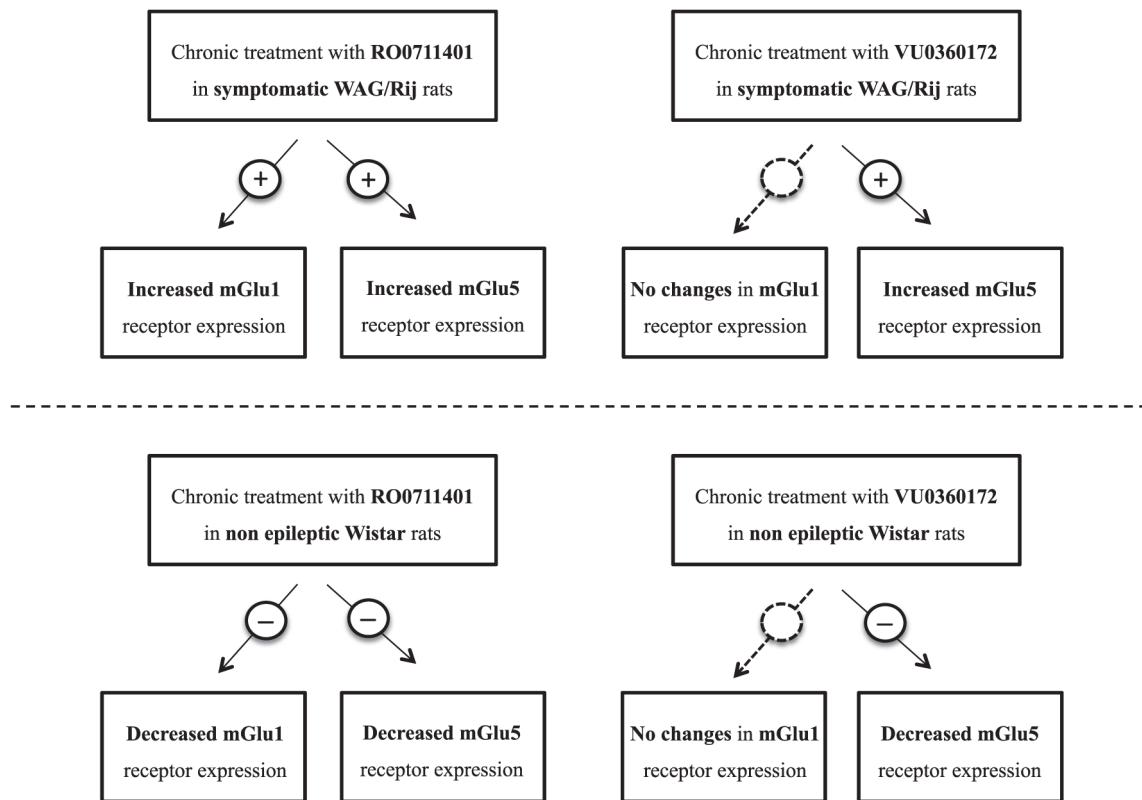 Chronic treatment with RO0711401
in symptomatic WAG/Rij rats
Chronic treatment with VU0360172
in symptomatic WAG/Rij rats
+
+
+
Increased mGlu1
receptor expression
Increased mGlu5
receptor expression
No changes in mGlu1
receptor expression
Increased mGlu5
receptor expression
Chronic treatment with RO0711401
in non epileptic Wistar rats
Chronic treatment with VU0360172
in non epileptic Wistar rats
−
−
−
Decreased mGlu1
receptor expression
Decreased mGlu5
receptor expression
No changes in mGlu1
receptor expression
Decreased mGlu5
receptor expression